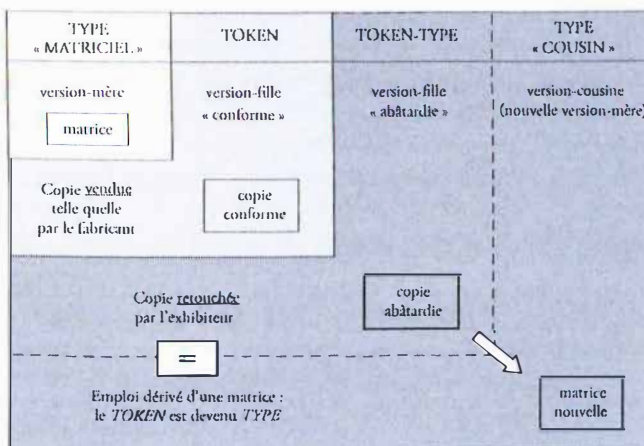 TYPE
« MATRICIEL »
TOKEN
TOKEN-TYPE
TYPE
« COUSIN »
version-mère
matrice
version-fille
« conforme »
version-fille
« abâtardie »
version-cousine
(nouvelle version-mère)
Copie vendue
telle quelle
par le fabricant
copie
conforme
Copie retouchée
par l'exhibiteur
copie
abâtardie
=
Emploi dérivé d'une matrice :
le TOKEN est devenu TYPE
matrice
nouvelle